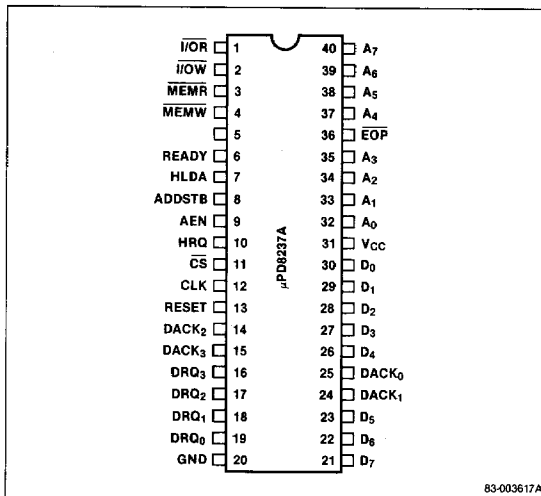 I/OR 1 40 A7
I/OW 2 39 A6
MEMR 3 38 A5
MEMW 4 37 A4
5 36 EOP
READY 6 35 A3
HLDA 7 34 A2
ADDSTB 8 33 A1
AEN 9 32 A0
HRQ 10 31 VCC
CS 11 30 D0
CLK 12 29 D1
RESET 13 28 D2
DACK2 14 27 D3
DACK3 15 26 D4
DRQ3 16 25 DACK0
DRQ2 17 24 DACK1
DRQ1 18 23 D5
DRQ0 19 22 D6
GND 20 21 D7
μPD8237A
83-003617A